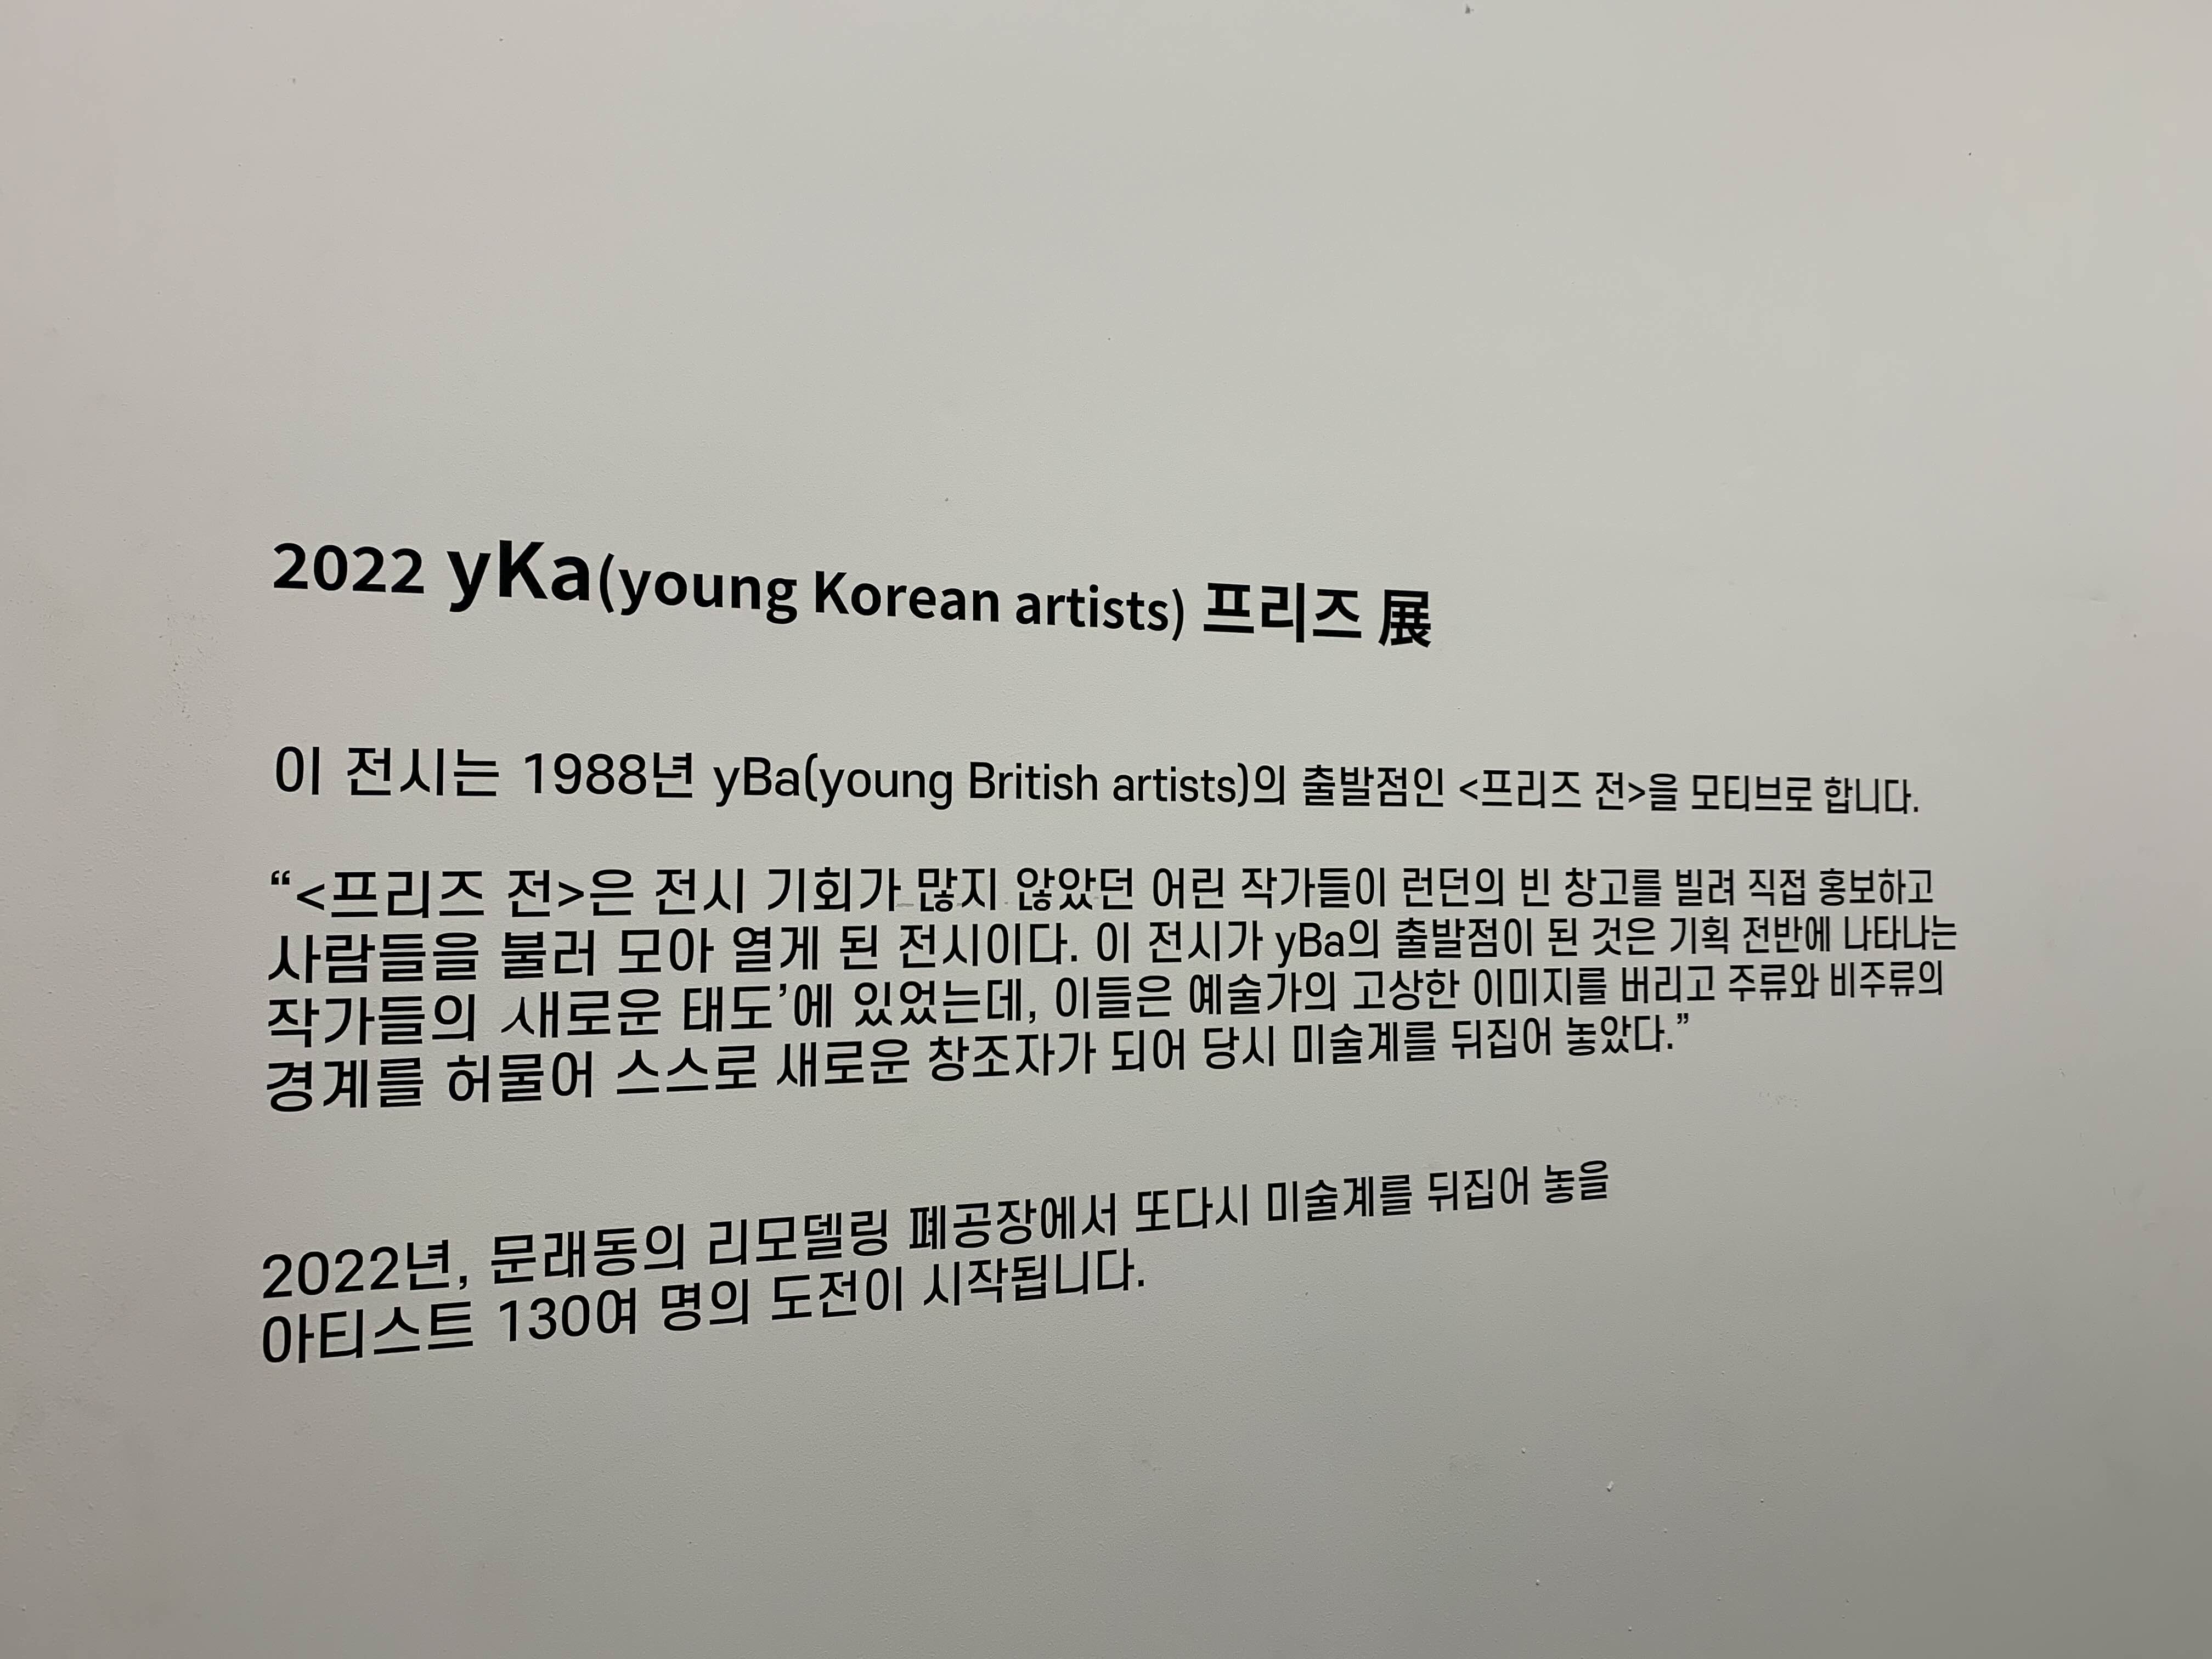 2022 yKa(young Korean artists) 프리즈 展
이 전시는 1988년 yBa(young British artists)의 출발점인 <프리즈 전>을 모티브로 합니다.
“<프리즈 전>은 전시 기회가 많지 않았던 어린 작가들이 런던의 빈 창고를 빌려 직접 홍보하고
사람들을 불러 모아 열게 된 전시이다. 이 전시가 yBa의 출발점이 된 것은 기획 전반에 나타나는
작가들의 새로운 태도’에 있었는데, 이들은 예술가의 고상한 이미지를 버리고 주류와 비주류의
경계를 허물어 스스로 새로운 창조자가 되어 당시 미술계를 뒤집어 놓았다.”
2022년, 문래동의 리모델링 폐공장에서 또다시 미술계를 뒤집어 놓을
아티스트 130여 명의 도전이 시작됩니다.